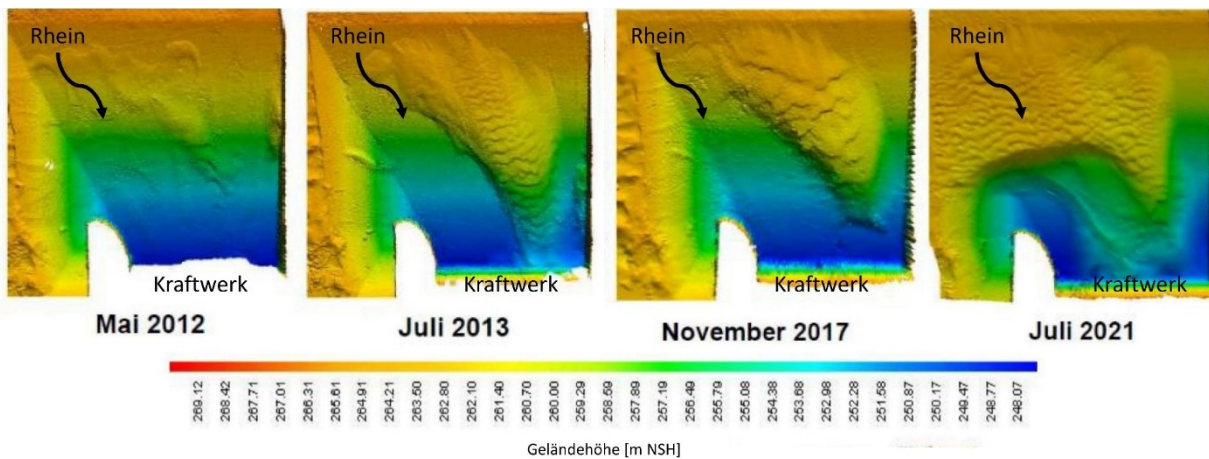 Rhein Rhein Rhein Rhein
Kraftwerk Kraftwerk Kraftwerk Kraftwerk
Mai 2012 Juli 2013 November 2017 Juli 2021
269.12 268.42 267.71 267.01 266.31 265.61 264.91 264.21 263.50 262.80 262.10 261.40 260.70 260.00 259.29 258.59 257.89 257.19 256.49 255.79 255.08 254.38 253.68 252.98 252.28 251.58 250.87 250.17 249.47 248.77 248.07
Geländehöhe [m NSH]